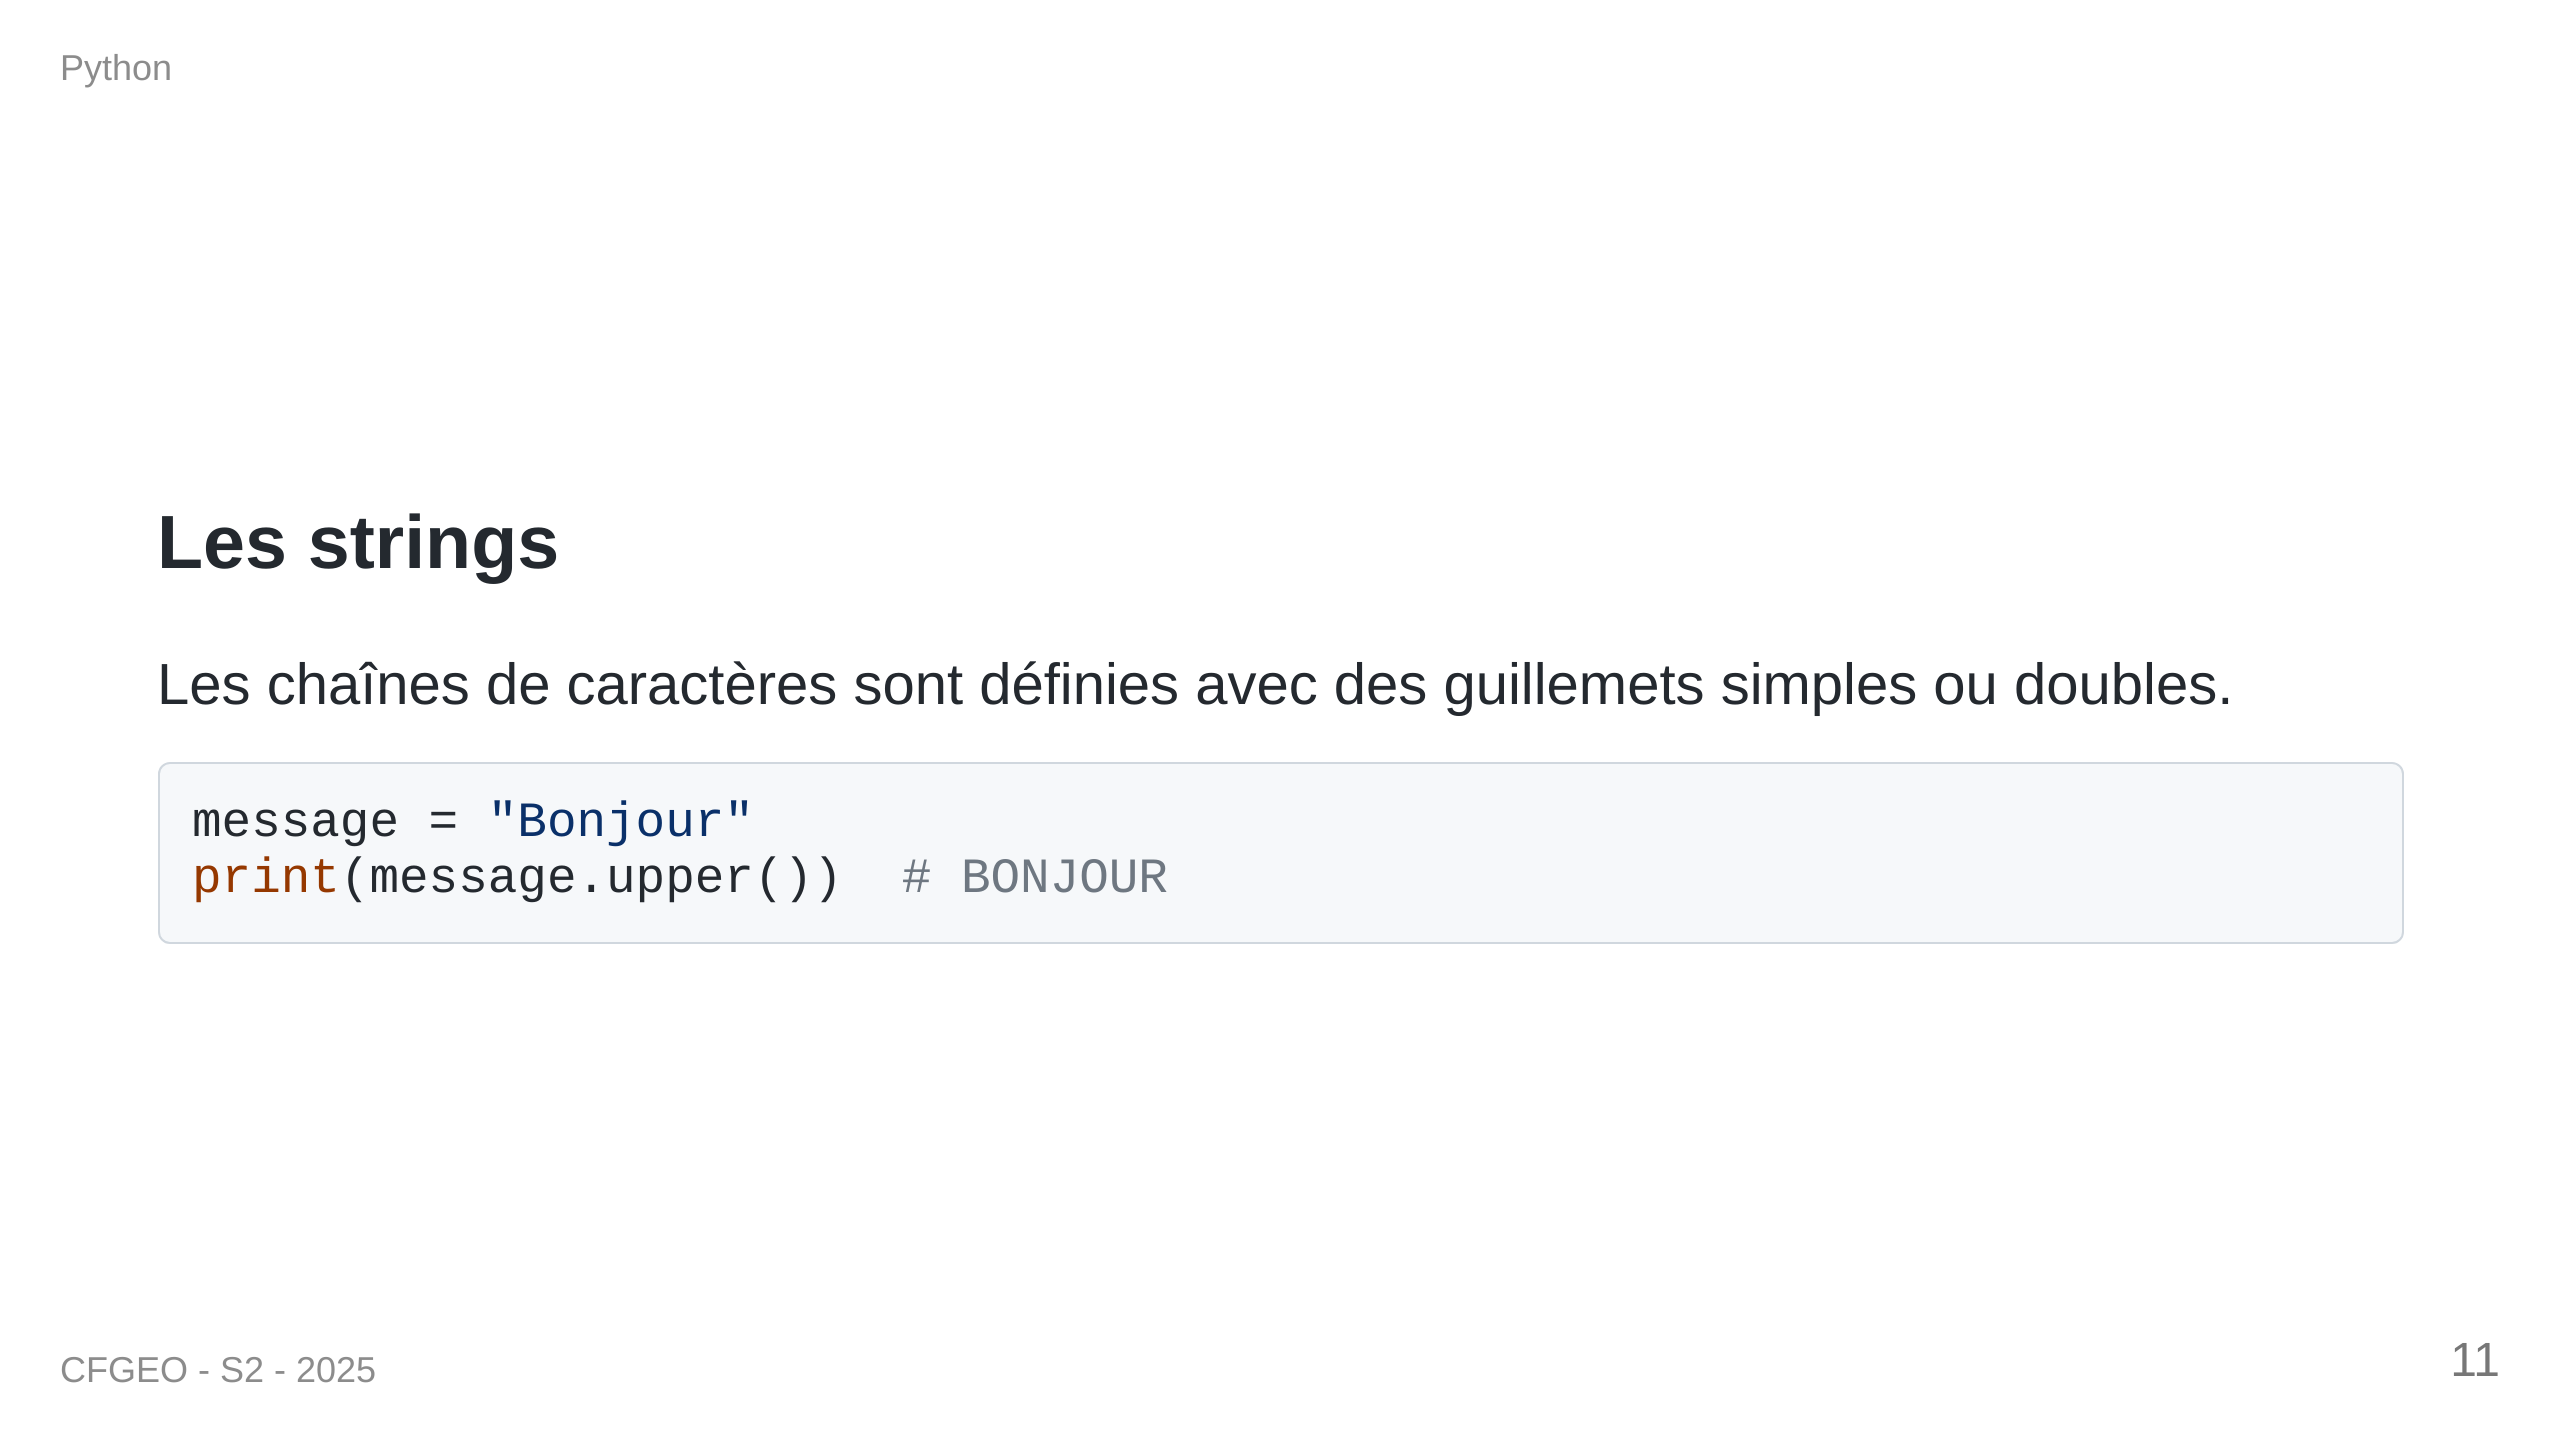 Python
Les strings
Les chaînes de caractères sont définies avec des guillemets simples ou doubles.
message = "Bonjour"
print(message.upper())  # BONJOUR
CFGEO - S2 - 2025
11